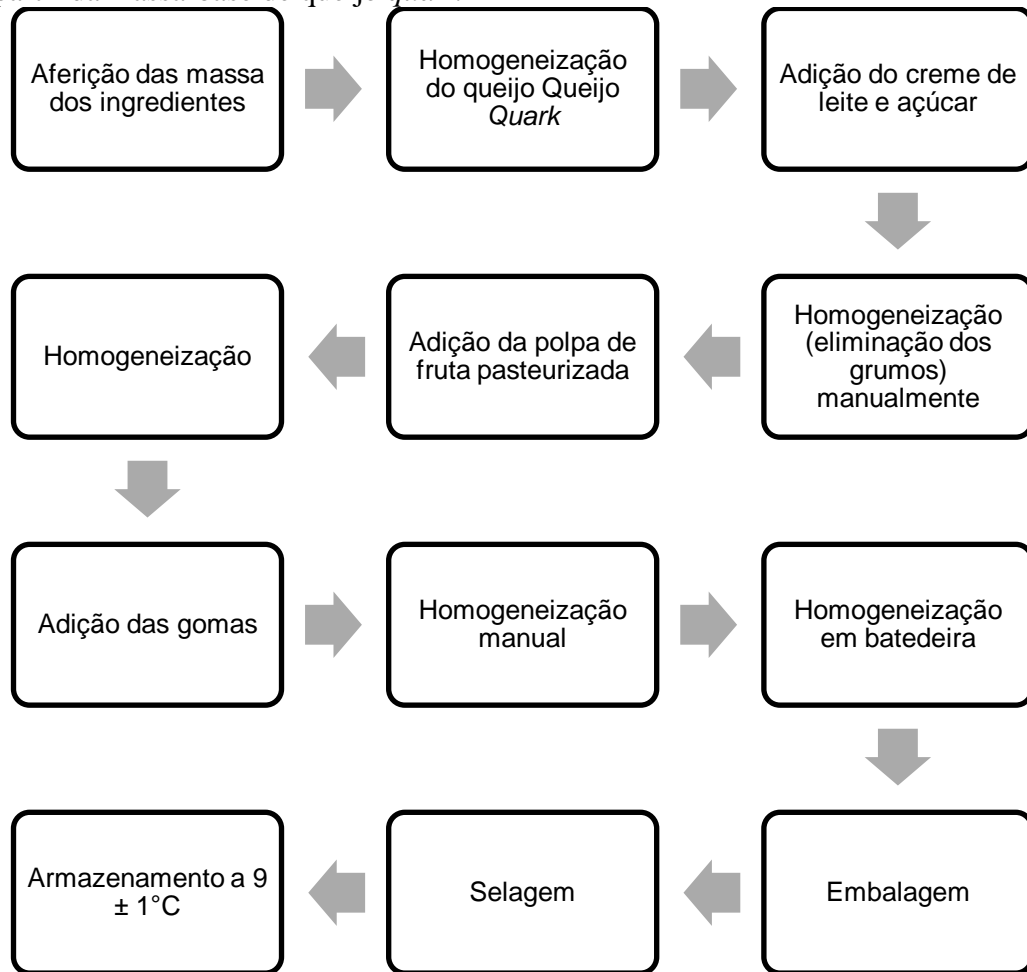 Aferição das massa
dos ingredientes
Homogeneização
do queijo Queijo
Quark
Adição do creme de
leite e açúcar
Homogeneização
(eliminação dos
grumos)
manualmente
Adição da polpa de
fruta pasteurizada
Homogeneização
Adição das gomas
Homogeneização
manual
Homogeneização
em batedeira
Embalagem
Selagem
Armazenamento a 9
± 1°C